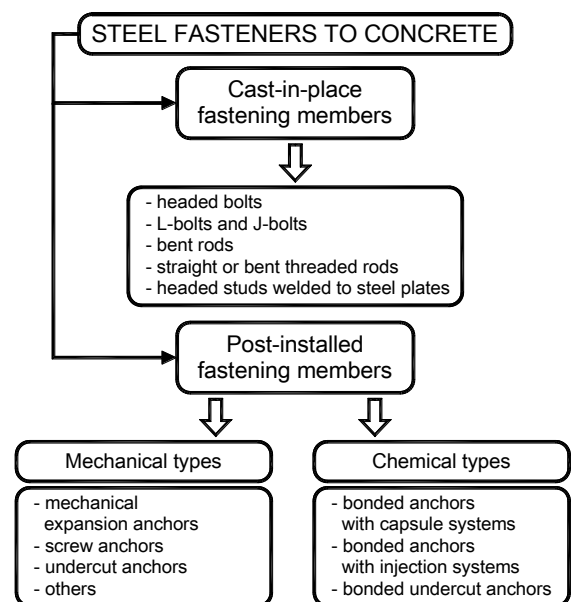 STEEL FASTENERS TO CONCRETE
Cast-in-place
fastening members
- headed bolts
- L-bolts and J-bolts
- bent rods
- straight or bent threaded rods
- headed studs welded to steel plates
Post-installed
fastening members
Mechanical types
- mechanical
expansion anchors
- screw anchors
- undercut anchors
- others
Chemical types
- bonded anchors
with capsule systems
- bonded anchors
with injection systems
- bonded undercut anchors